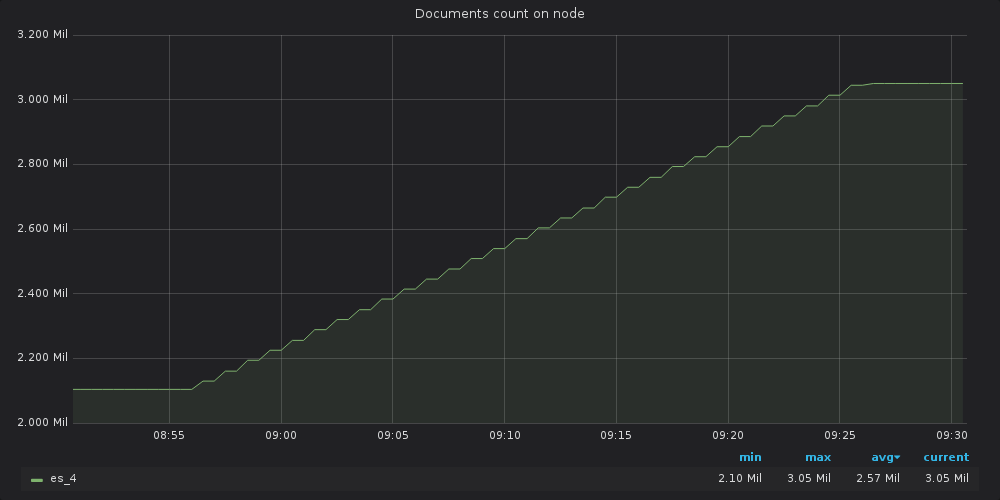 Documents count on node
3.200 Mil
3.000 Mil
2.800 Mil
2.600 Mil
2.400 Mil
2.200 Mil
2.000 Mil
08:55 09:00 09:05 09:10 09:15 09:20 09:25 09:30
min max avg current
es_4 2.10 Mil 3.05 Mil 2.57 Mil 3.05 Mil